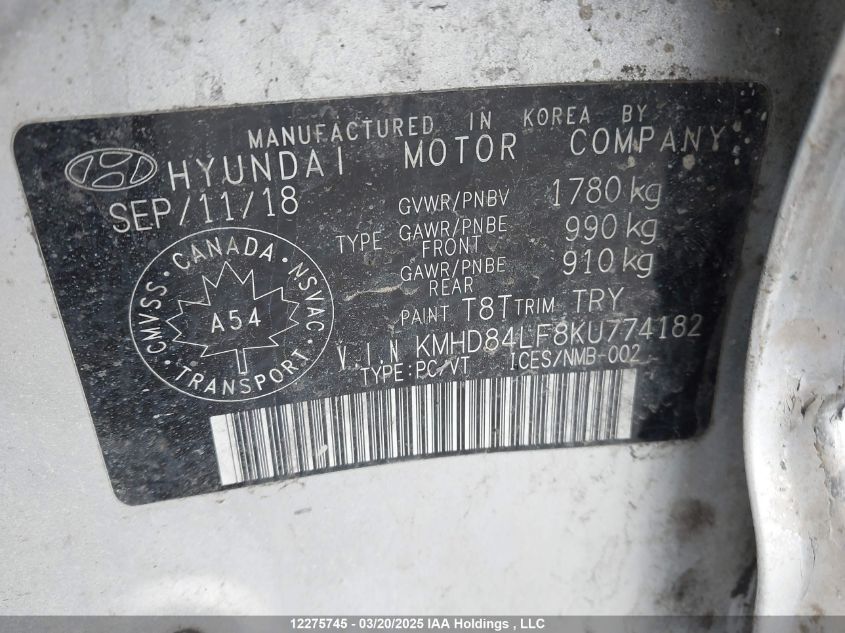 MANUFACTURED IN KOREA BY
HYUNDAI MOTOR COMPANY
SEP/11/18
GVWR/PNBV 1780 kg
TYPE GAWR/PNBE FRONT 990 kg
GAWR/PNBE REAR 910 kg
PAINT T8T TRIM TRY
V I N KMHD84LF8KU774182
TYPE:PC/VT ICES/NMB-002
CMVSS · CANADA · NSVAC · TRANSPORT ·
A54
12275745 - 03/20/2025 IAA Holdings , LLC